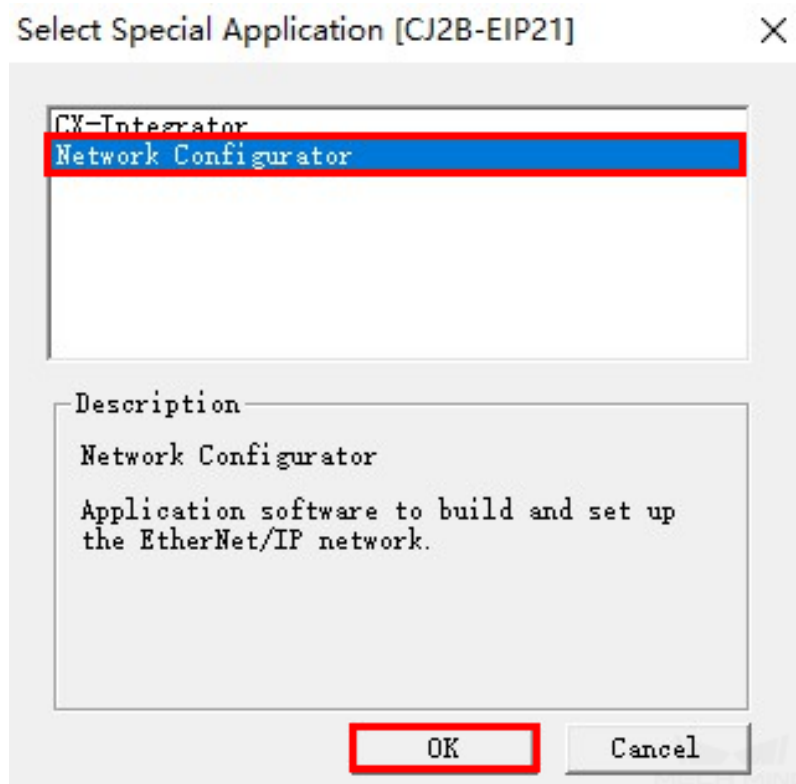 Select Special Application [CJ2B-EIP21]
CX-Integrator
Network Configurator
Description
Network Configurator
Application software to build and set up
the EtherNet/IP network.
OK
Cancel